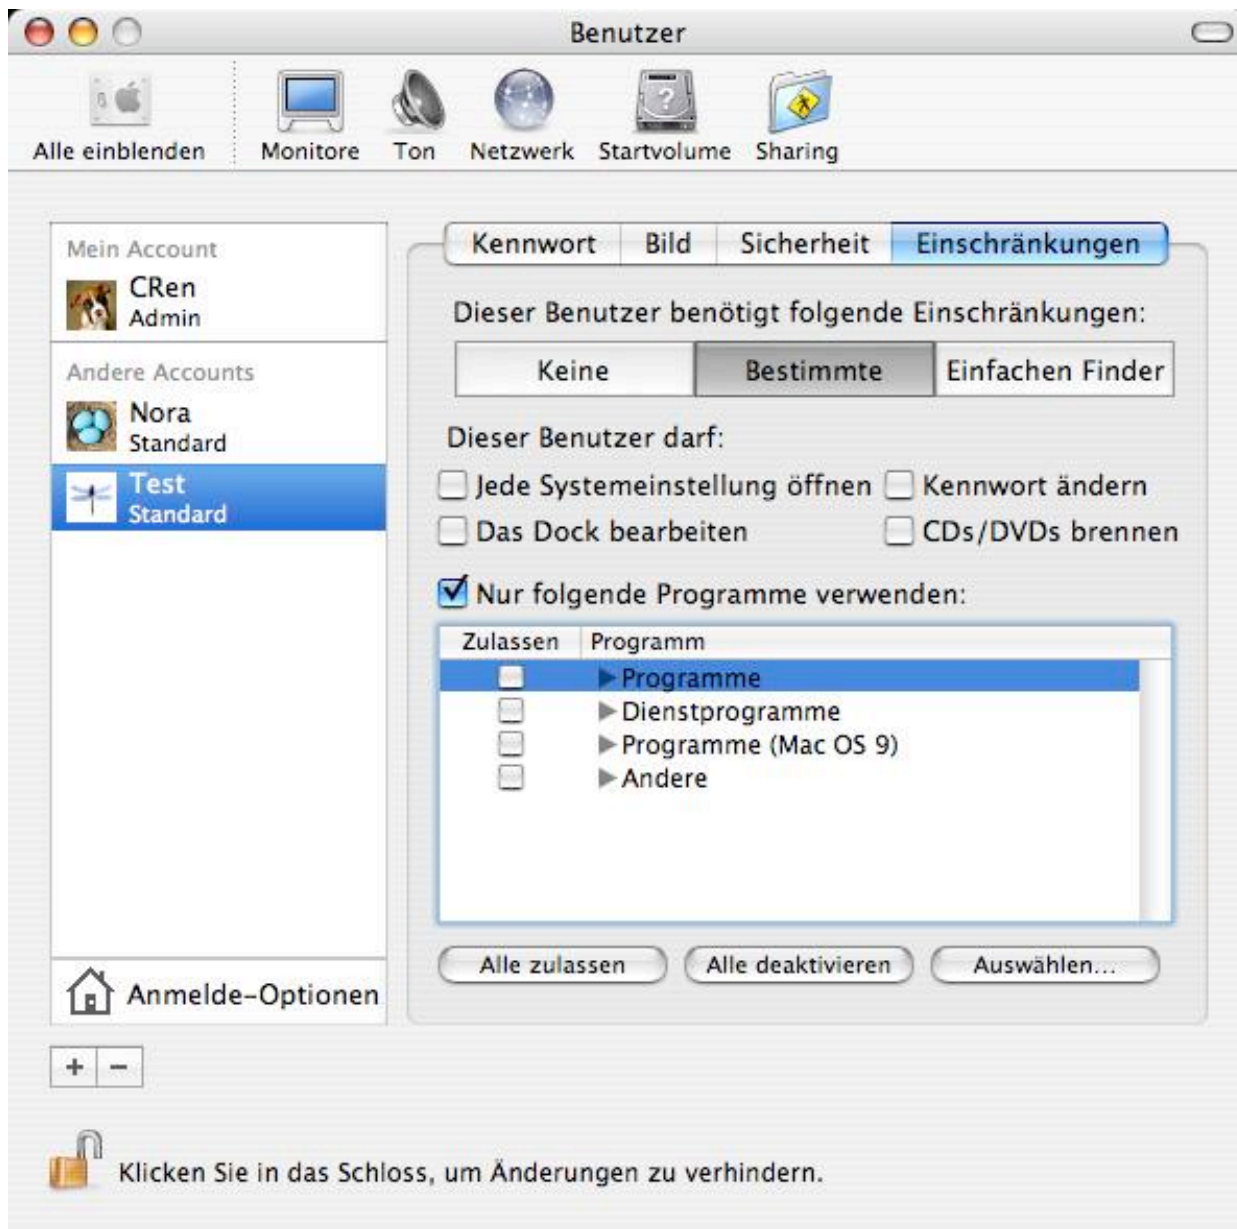 Benutzer
Alle einblenden
Monitore
Ton
Netzwerk
Startvolume
Sharing
Mein Account
CRen
Admin
Andere Accounts
Nora
Standard
Test
Standard
Anmelde-Optionen
Kennwort
Bild
Sicherheit
Einschränkungen
Dieser Benutzer benötigt folgende Einschränkungen:
Keine
Bestimmte
Einfachen Finder
Dieser Benutzer darf:
Jede Systemeinstellung öffnen
Kennwort ändern
Das Dock bearbeiten
CDs/DVDs brennen
Nur folgende Programme verwenden:
Zulassen
Programm
Programme
Dienstprogramme
Programme (Mac OS 9)
Andere
Alle zulassen
Alle deaktivieren
Auswählen...
Klicken Sie in das Schloss, um Änderungen zu verhindern.